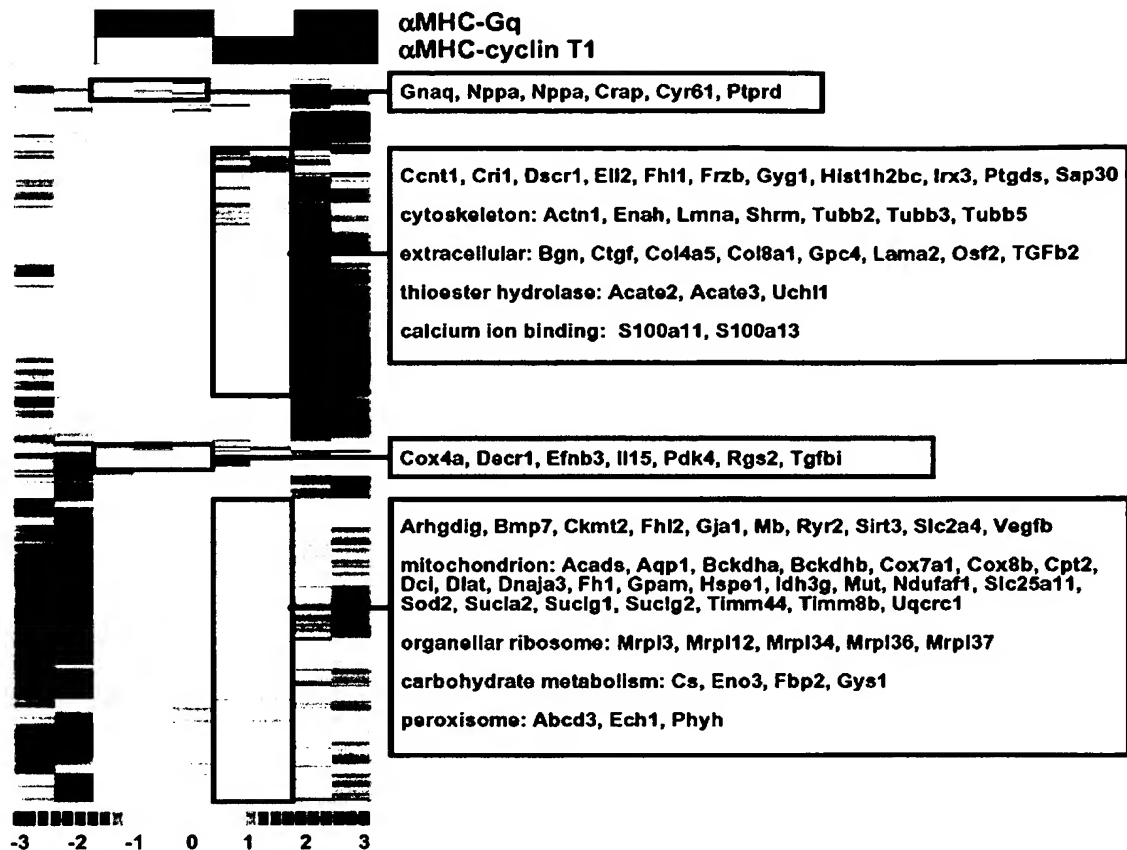 αMHC-Gq
αMHC-cyclin T1
Gnaq, Nppa, Nppa, Crap, Cyr61, Ptprd
Ccnt1, Cri1, Dscr1, Ell2, Fhl1, Frzb, Gyg1, Hist1h2bc, Irx3, Ptgds, Sap30
cytoskeleton: Actn1, Enah, Lmna, Shrm, Tubb2, Tubb3, Tubb5
extracellular: Bgn, Ctgf, Col4a5, Col8a1, Gpc4, Lama2, Osf2, TGFb2
thioester hydrolase: Acate2, Acate3, Uchl1
calcium ion binding: S100a11, S100a13
Cox4a, Decr1, Efnb3, Il15, Pdk4, Rgs2, Tgfbi
Arhgdig, Bmp7, Ckmt2, Fhl2, Gja1, Mb, Ryr2, Sirt3, Slc2a4, Vegfb
mitochondrion: Acads, Aqp1, Bckdha, Bckdhb, Cox7a1, Cox8b, Cpt2,
Dci, Dlat, Dnaja3, Fh1, Gpam, Hspe1, Idh3g, Mut, Ndufaf1, Slc25a11,
Sod2, Sucla2, Suclg1, Suclg2, Timm44, Timm8b, Uqcrc1
organellar ribosome: Mrpl3, Mrpl12, Mrpl34, Mrpl36, Mrpl37
carbohydrate metabolism: Cs, Eno3, Fbp2, Gys1
peroxisome: Abcd3, Ech1, Phyh
-3 -2 -1 0 1 2 3